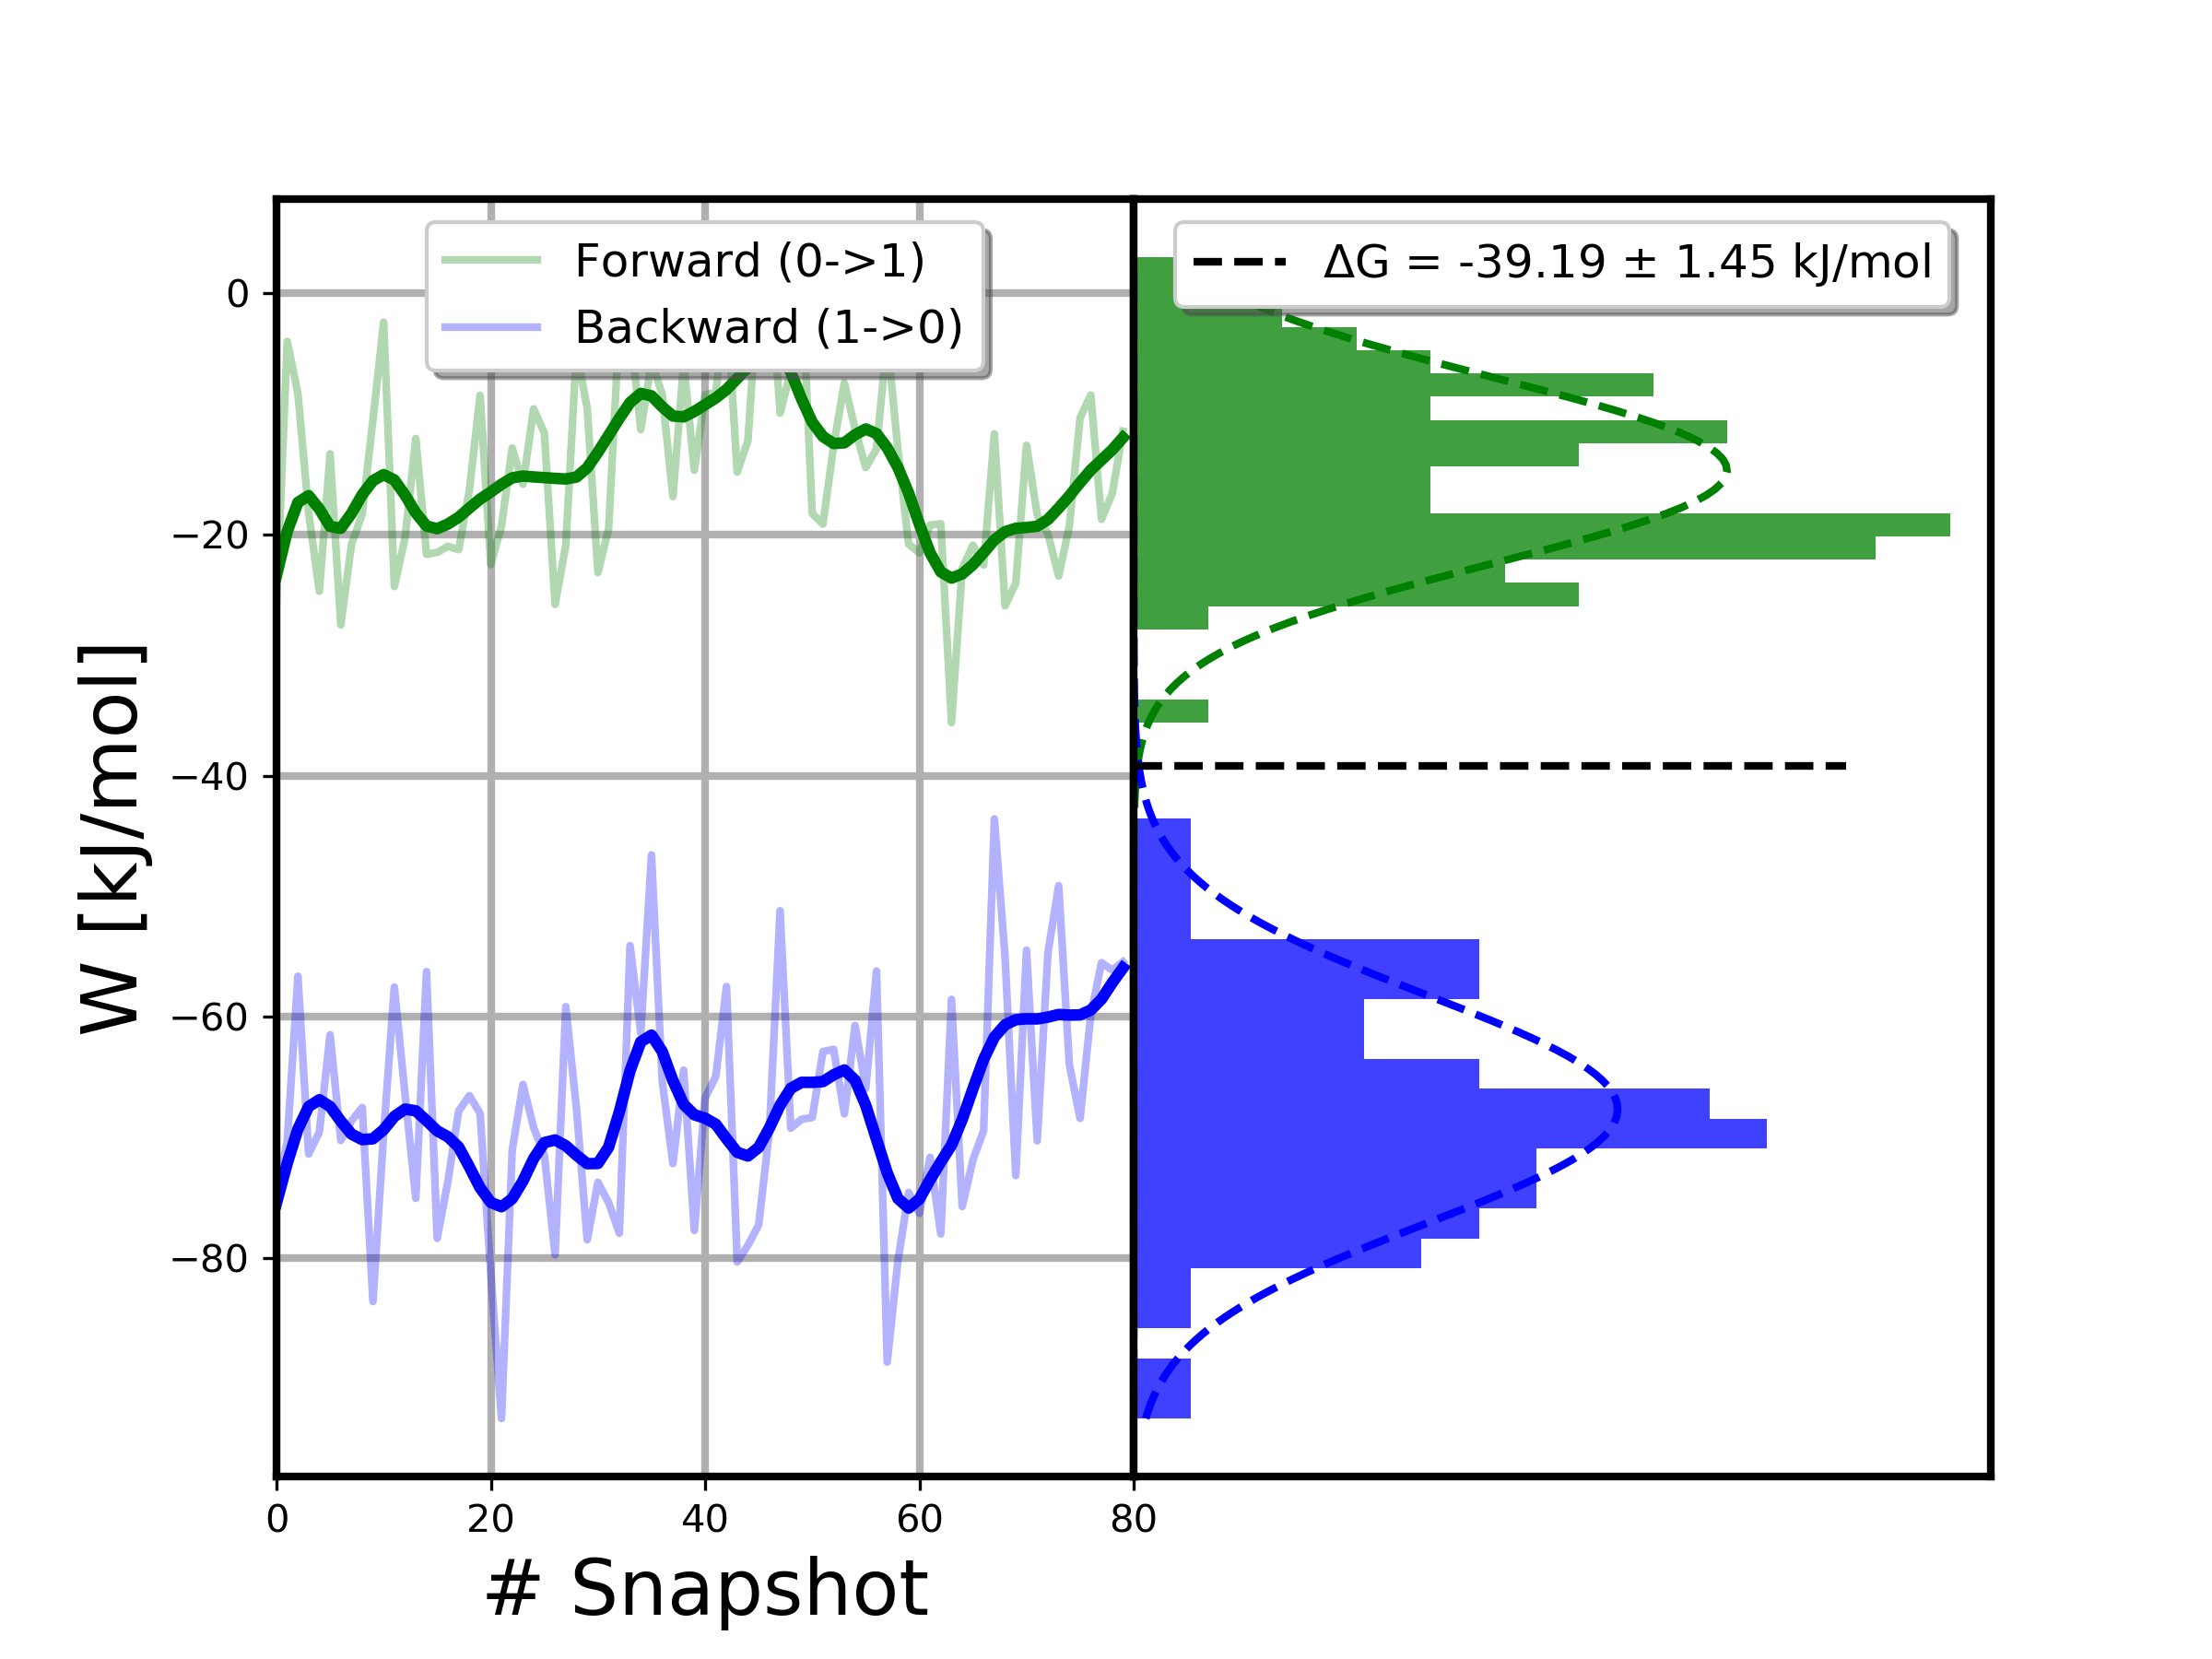 Forward (0->1)
Backward (1->0)
ΔG = -39.19 ± 1.45 kJ/mol
W [kJ/mol]
0
−20
−40
−60
−80
0 20 40 60 80
# Snapshot